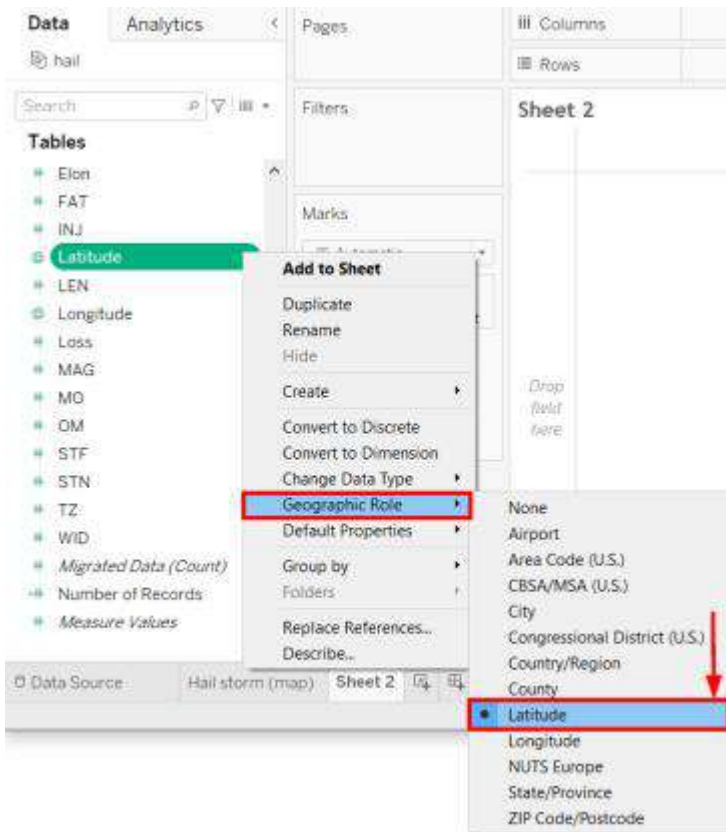 Data
Analytics
hail
Search
Tables
Elon
FAT
INJ
Latitude
LEN
Longitude
Loss
MAG
MO
OM
STF
STN
TZ
WID
Migrated Data (Count)
Number of Records
Measure Values
Pages
Filters
Marks
Automatic
iii Columns
Rows
Sheet 2
Drop
field
here
Add to Sheet
Duplicate
Rename
Hide
Create
Convert to Discrete
Convert to Dimension
Change Data Type
Geographic Role
Default Properties
Group by
Folders
Replace References...
Describe...
None
Airport
Area Code (U.S.)
CBSA/MSA (U.S.)
City
Congressional District (U.S.)
Country/Region
County
Latitude
Longitude
NUTS Europe
State/Province
ZIP Code/Postcode
Data Source
Hail storm (map)
Sheet 2